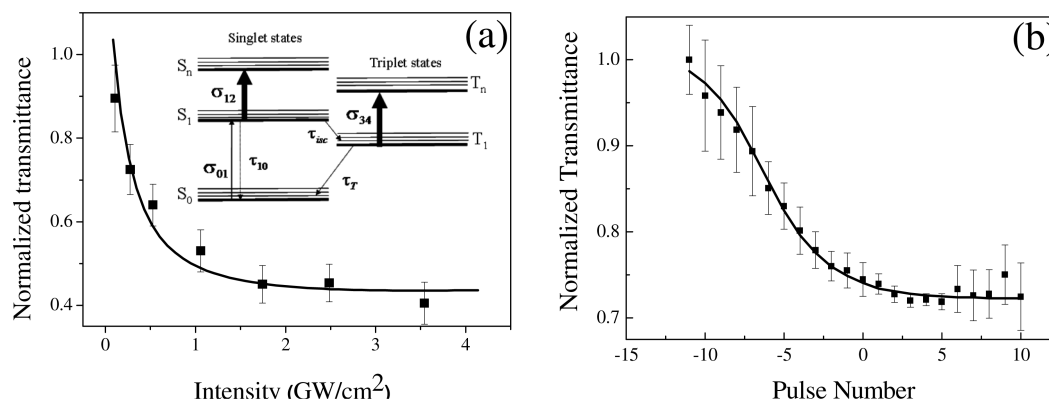 (a)
Normalized transmittance
1.0
0.8
0.6
0.4
0 1 2 3 4
Intensity (GW/cm²)
Singlet states
Triplet states
Sₙ
Tₙ
σ₁₂
σ₃₄
S₁
τᵢₛ𝒸
T₁
σ₀₁
τ₁₀
τ_T
S₀
(b)
Normalized Transmittance
1.0
0.9
0.8
0.7
-15 -10 -5 0 5 10
Pulse Number